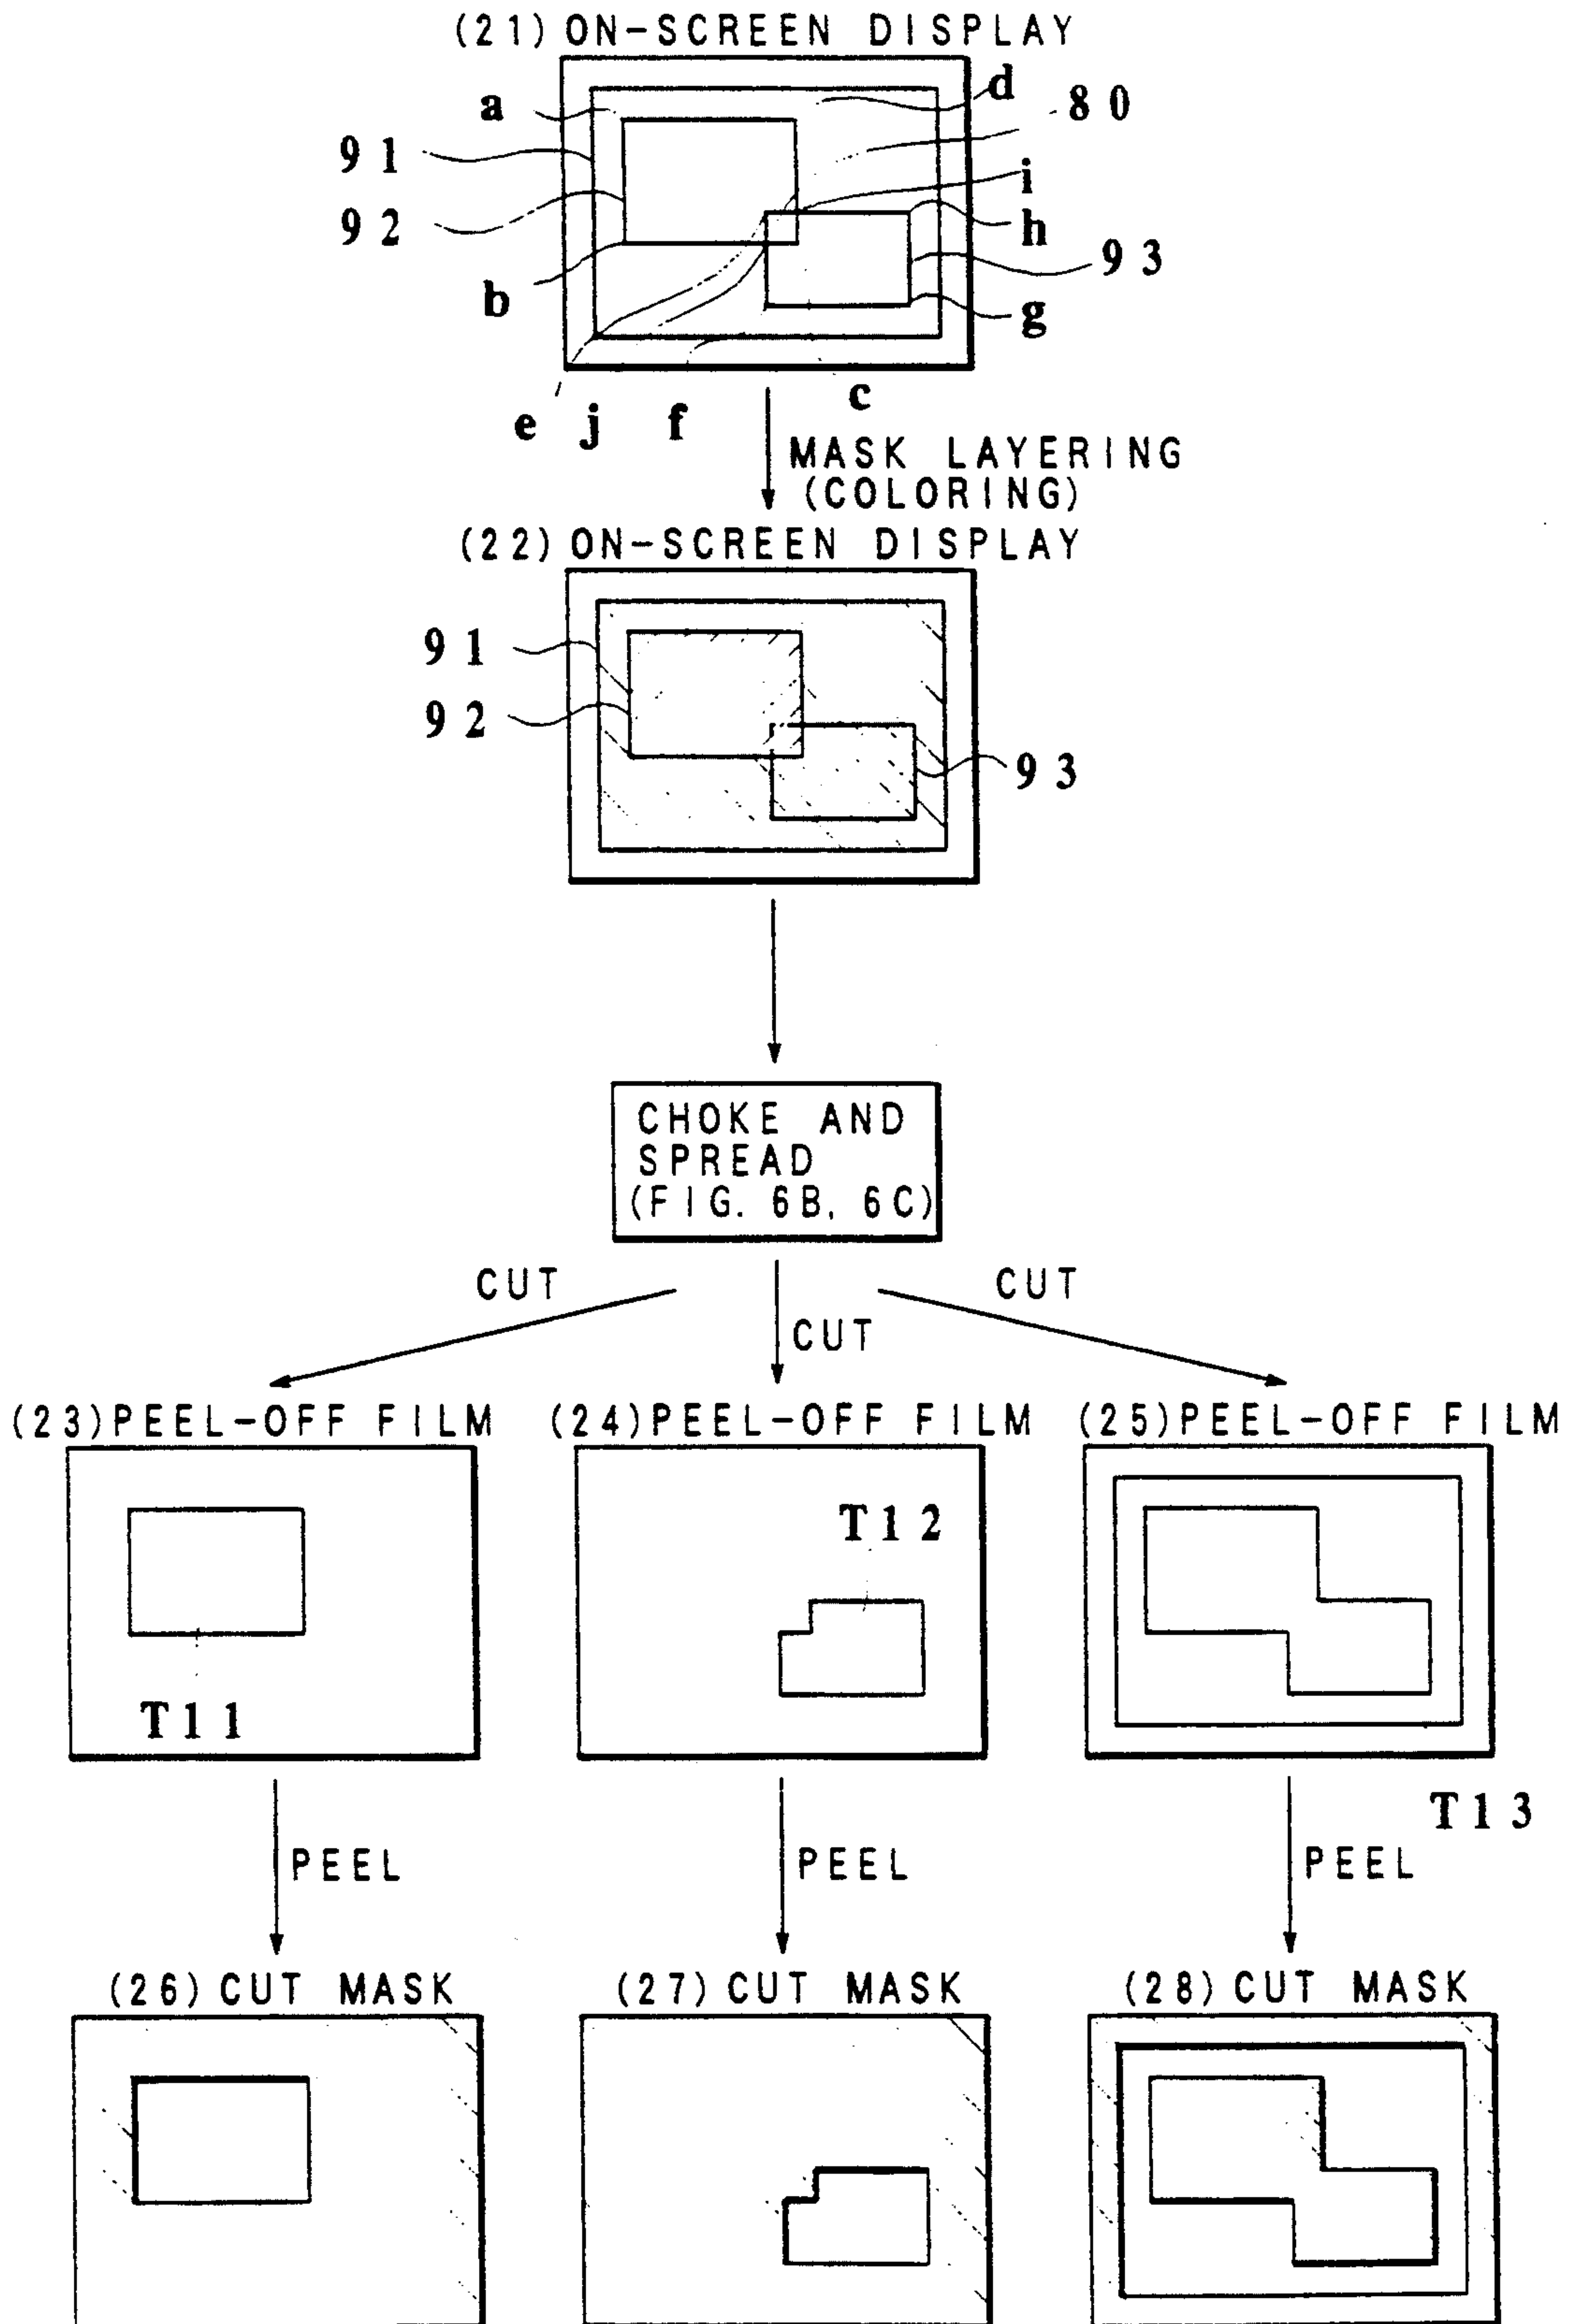 (21) ON-SCREEN DISPLAY
a
d
80
91
i
92
h
93
b
g
c
e j f
MASK LAYERING
(COLORING)
(22) ON-SCREEN DISPLAY
91
92
93
CHOKE AND
SPREAD
(FIG. 6B, 6C)
CUT
CUT
CUT
(23) PEEL-OFF FILM
(24) PEEL-OFF FILM
(25) PEEL-OFF FILM
T12
T11
T13
PEEL
PEEL
PEEL
(26) CUT MASK
(27) CUT MASK
(28) CUT MASK